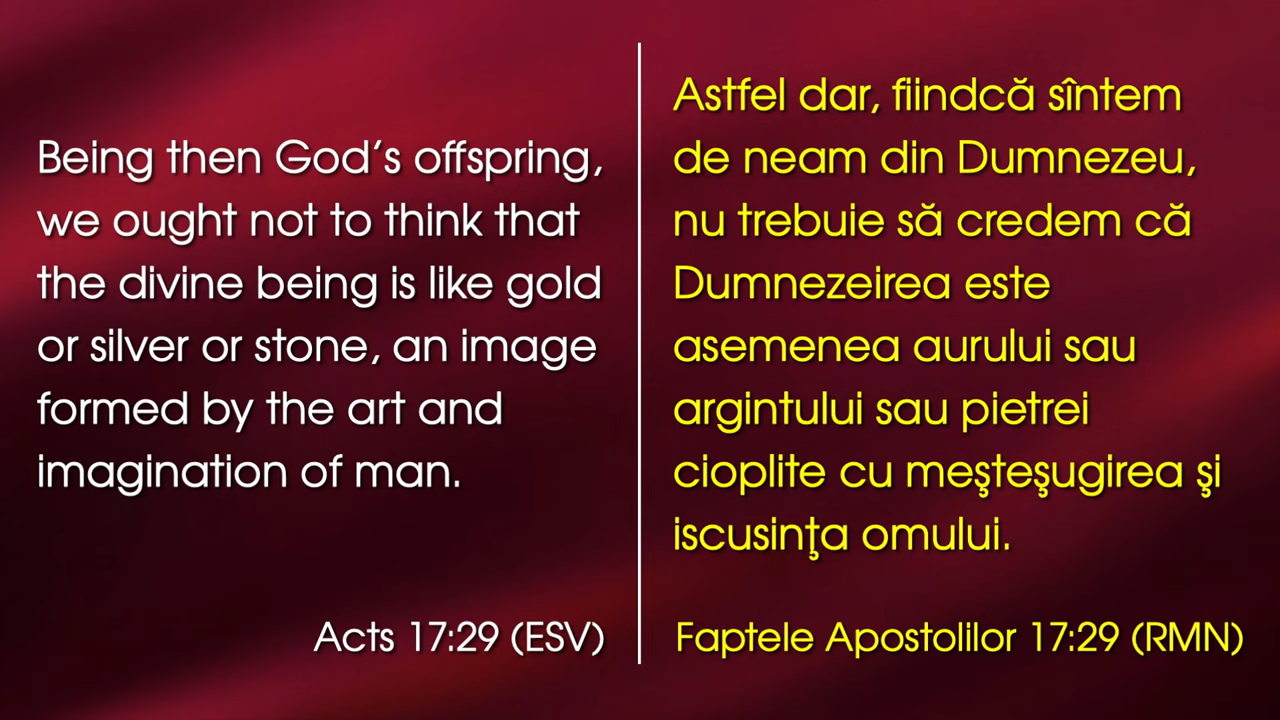 Being then God's offspring,
we ought not to think that
the divine being is like gold
or silver or stone, an image
formed by the art and
imagination of man.
Acts 17:29 (ESV)
Astfel dar, fiindcă sîntem
de neam din Dumnezeu,
nu trebuie să credem că
Dumnezeirea este
asemenea aurului sau
argintului sau pietrei
cioplite cu meşteşugirea şi
iscusinţa omului.
Faptele Apostolilor 17:29 (RMN)